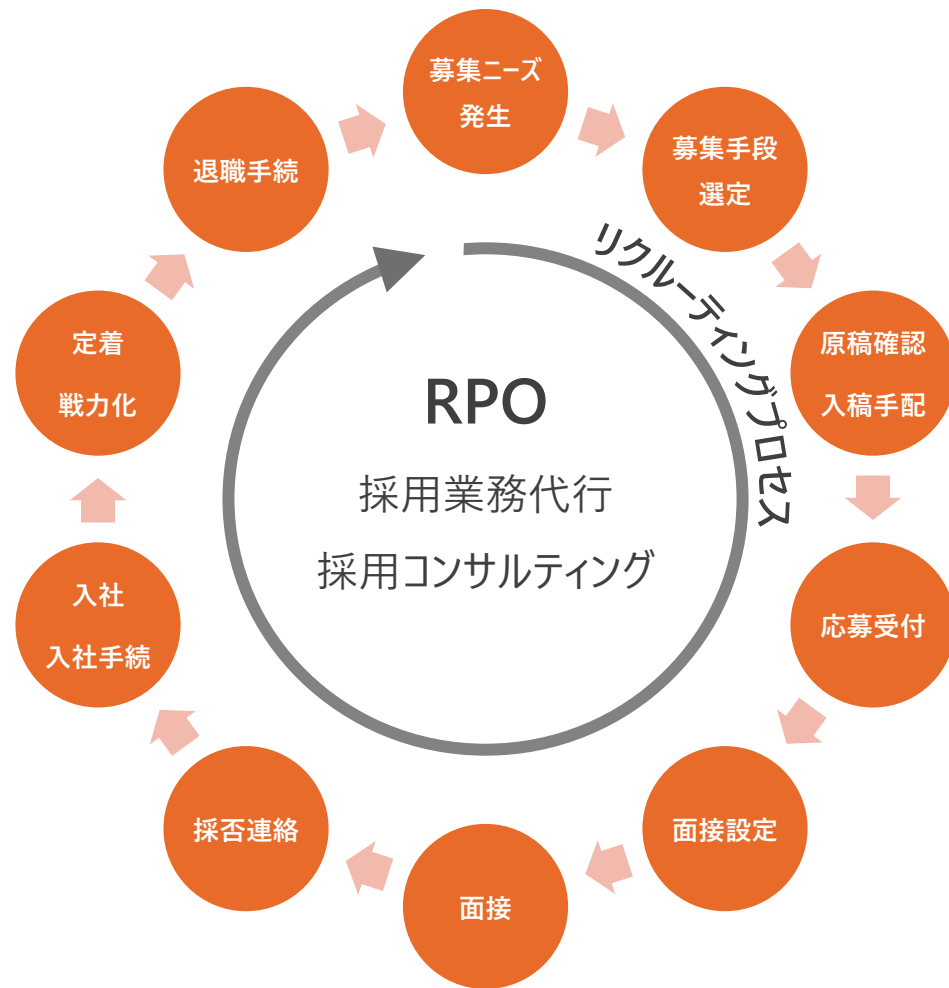 募集ニーズ
発生
募集手段
選定
原稿確認
入稿手配
応募受付
面接設定
面接
採否連絡
入社
入社手続
定着
戦力化
退職手続
リクルーティングプロセス
RPO
採用業務代行
採用コンサルティング